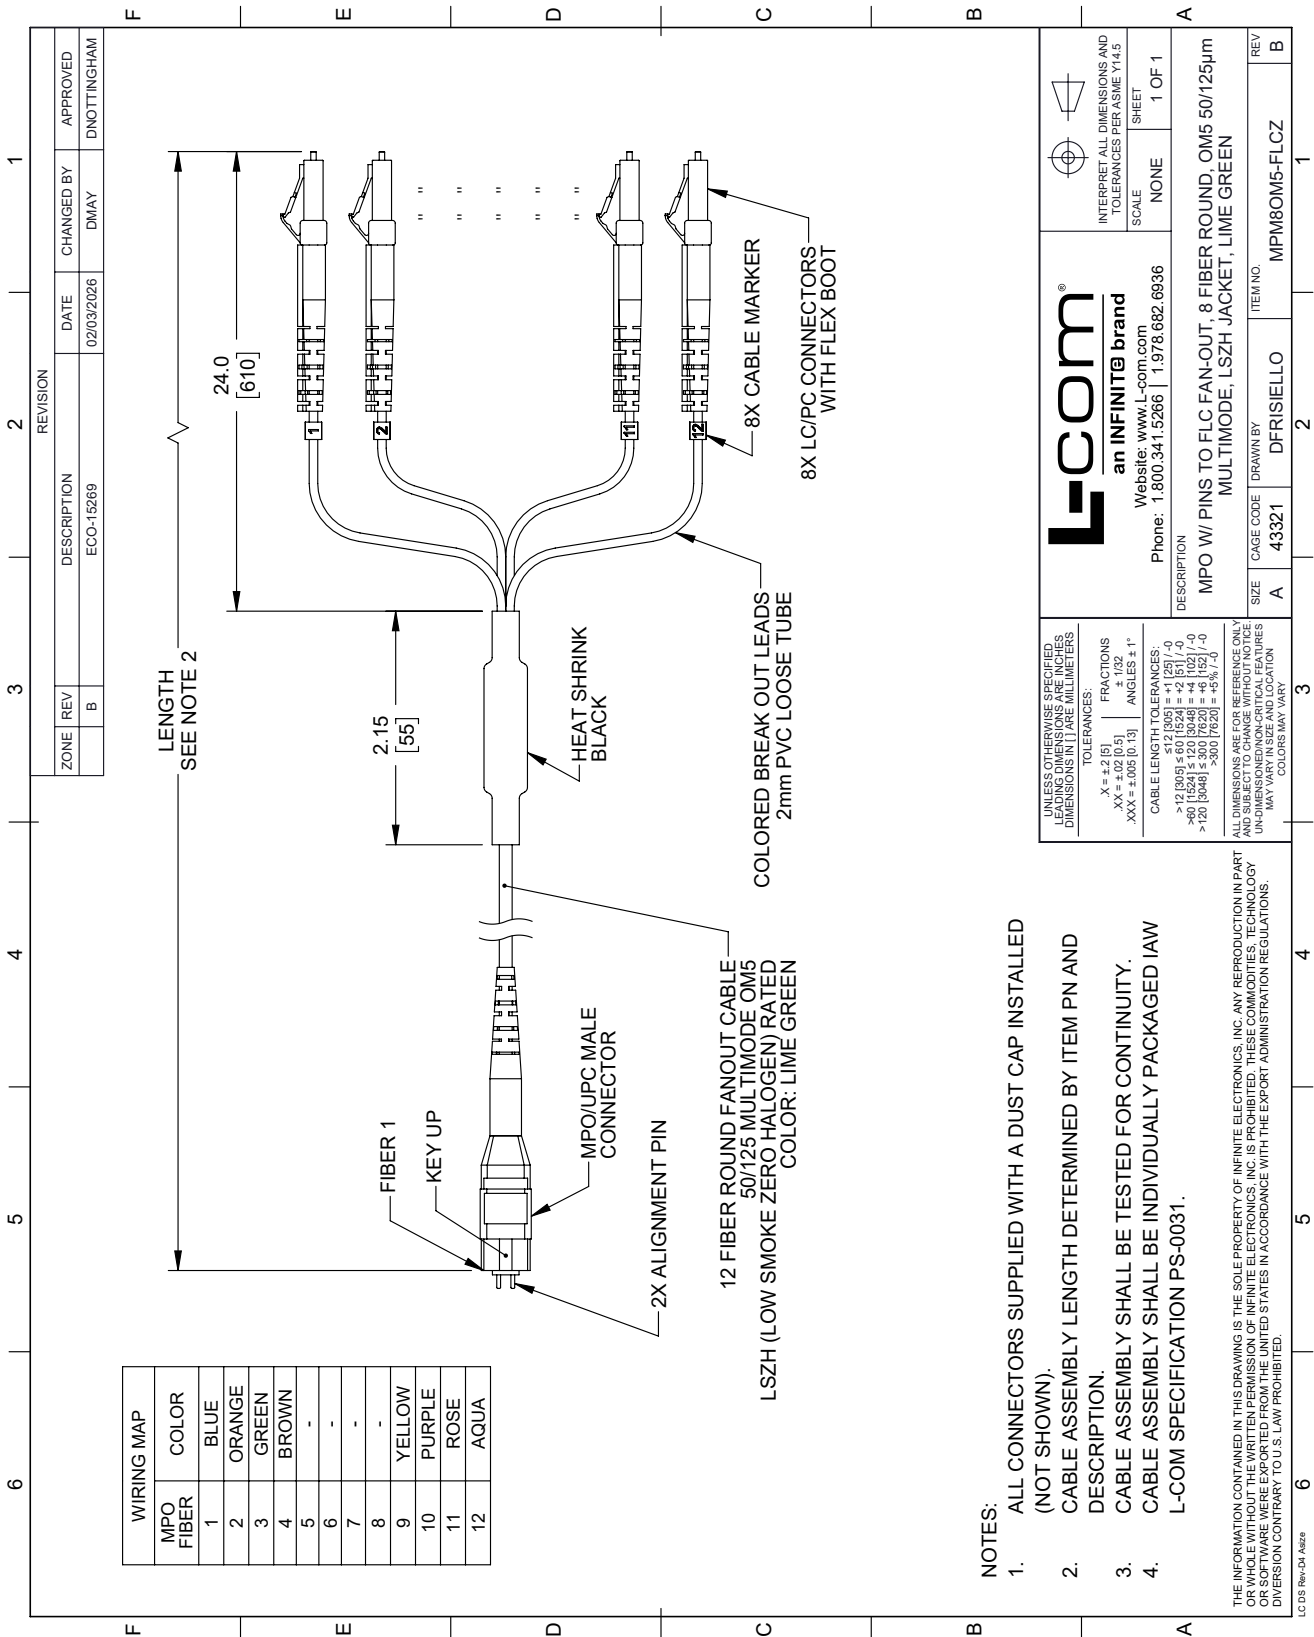 REVISION
ZONE REV DESCRIPTION DATE CHANGED BY APPROVED
B ECO-15269 02/03/2026 DMAY DNOTTINGHAM
WIRING MAP
MPO FIBER COLOR
1 BLUE
2 ORANGE
3 GREEN
4 BROWN
5 -
6 -
7 -
8 -
9 YELLOW
10 PURPLE
11 ROSE
12 AQUA
LENGTH
SEE NOTE 2
24.0
[610]
2.15
[55]
FIBER 1
KEY UP
MPO/UPC MALE
CONNECTOR
2X ALIGNMENT PIN
12 FIBER ROUND FANOUT CABLE
50/125 MULTIMODE OM5
LSZH (LOW SMOKE ZERO HALOGEN) RATED
COLOR: LIME GREEN
HEAT SHRINK
BLACK
COLORED BREAK OUT LEADS
2mm PVC LOOSE TUBE
1
2
" "
" "
" "
" "
" "
11
12
8X CABLE MARKER
8X LC/PC CONNECTORS
WITH FLEX BOOT
NOTES:
1. ALL CONNECTORS SUPPLIED WITH A DUST CAP INSTALLED
(NOT SHOWN).
2. CABLE ASSEMBLY LENGTH DETERMINED BY ITEM PN AND
DESCRIPTION.
3. CABLE ASSEMBLY SHALL BE TESTED FOR CONTINUITY.
4. CABLE ASSEMBLY SHALL BE INDIVIDUALLY PACKAGED IAW
L-COM SPECIFICATION PS-0031.
THE INFORMATION CONTAINED IN THIS DRAWING IS THE SOLE PROPERTY OF INFINITE ELECTRONICS, INC. ANY REPRODUCTION IN PART
OR WHOLE WITHOUT THE WRITTEN PERMISSION OF INFINITE ELECTRONICS, INC. IS PROHIBITED. THESE COMMODITIES, TECHNOLOGY
OR SOFTWARE WERE EXPORTED FROM THE UNITED STATES IN ACCORDANCE WITH THE EXPORT ADMINISTRATION REGULATIONS.
DIVERSION CONTRARY TO U.S. LAW PROHIBITED.
UNLESS OTHERWISE SPECIFIED
LEADING DIMENSIONS ARE INCHES
DIMENSIONS IN [ ] ARE MILLIMETERS
TOLERANCES:
.X = ±.2 [5]
.XX = ±.02 [0.5]
.XXX = ±.005 [0.13]
FRACTIONS
± 1/32
ANGLES ± 1°
CABLE LENGTH TOLERANCES:
≤12 [305] = +1 [25] / -0
>12 [305] ≤ 60 [1524] = +2 [51] / -0
>60 [1524] ≤ 120 [3048] = +4 [102] / -0
>120 [3048] ≤ 300 [7620] = +6 [152] / -0
>300 [7620] = +5% / -0
ALL DIMENSIONS ARE FOR REFERENCE ONLY
AND SUBJECT TO CHANGE WITHOUT NOTICE.
UN-DIMENSIONED/NON-CRITICAL FEATURES
MAY VARY IN SIZE AND LOCATION
COLORS MAY VARY
L-com®
an INFINIT@ brand
Website: www.L-com.com
Phone: 1.800.341.5266 | 1.978.682.6936
INTERPRET ALL DIMENSIONS AND
TOLERANCES PER ASME Y14.5
SCALE NONE
SHEET 1 OF 1
DESCRIPTION
MPO W/ PINS TO FLC FAN-OUT, 8 FIBER ROUND, OM5 50/125µm
MULTIMODE, LSZH JACKET, LIME GREEN
SIZE A
CAGE CODE 43321
DRAWN BY DFRISIELLO
ITEM NO. MPM8OM5-FLCZ
REV B
LC DS Rev-D4 Asize
6 5 4 3 2 1
6 5 4 3 2 1
F E D C B A
F E D C B A